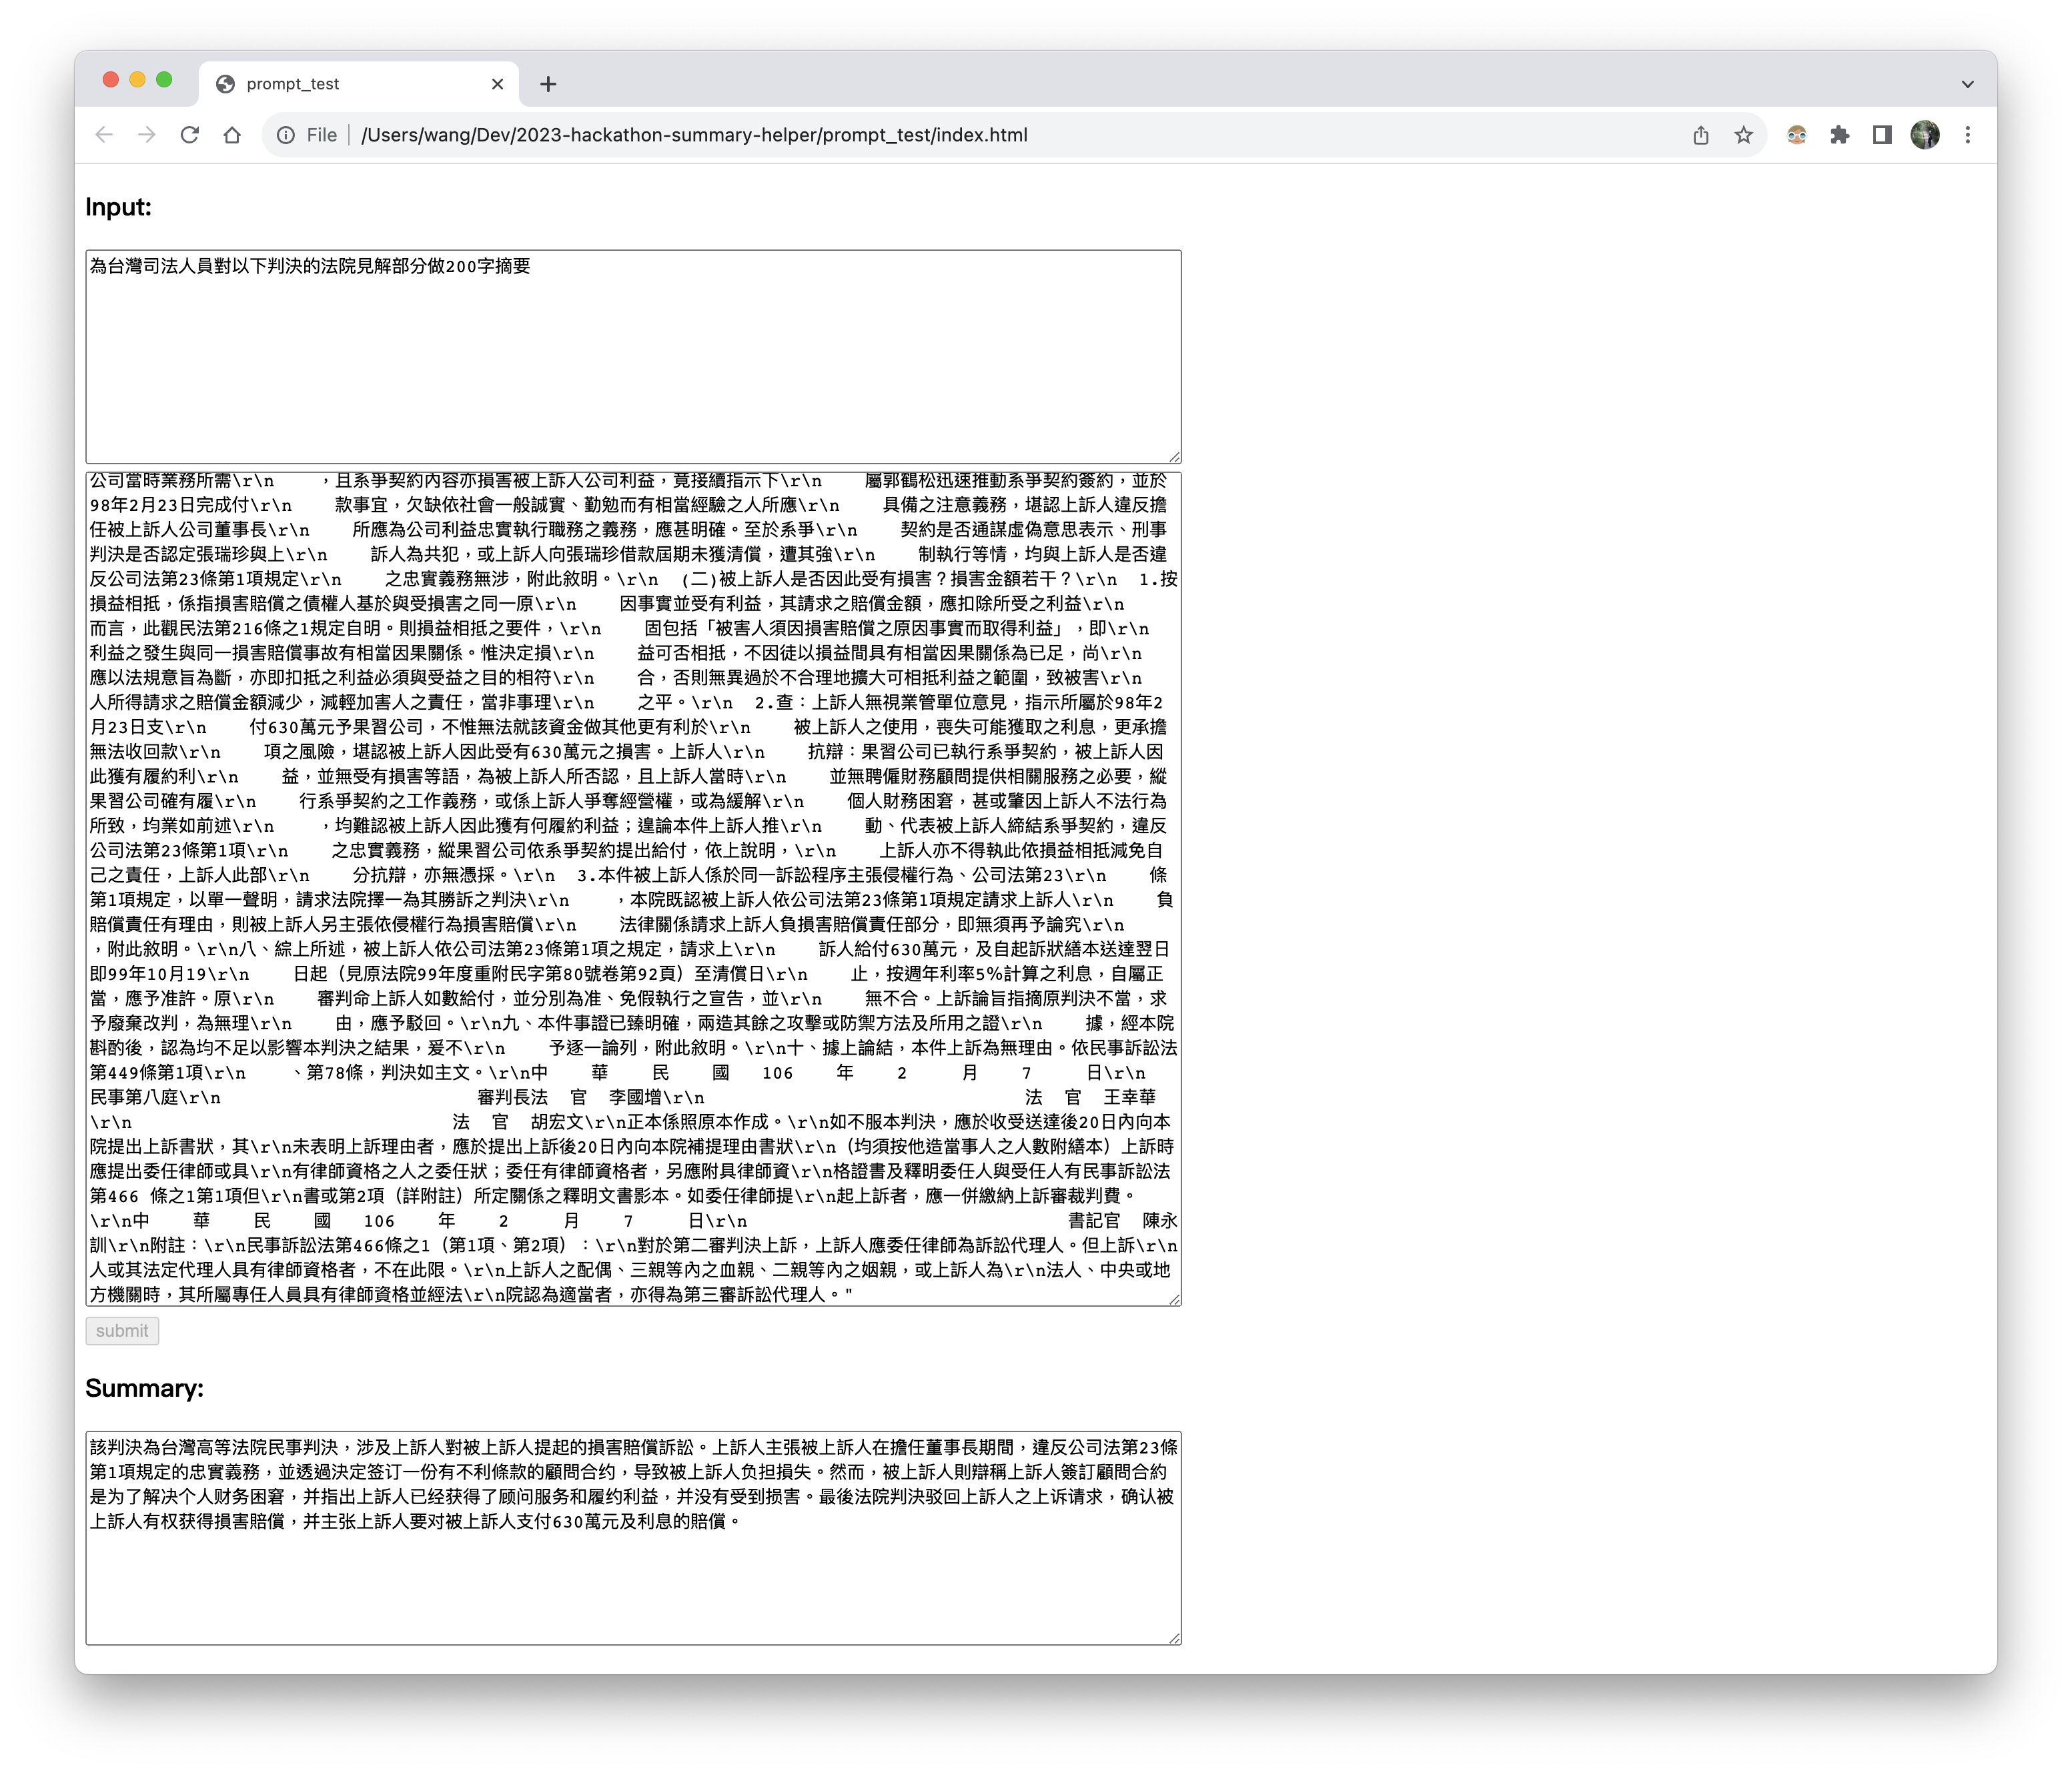 prompt_test
File
/Users/wang/Dev/2023-hackathon-summary-helper/prompt_test/index.html
Input:
為台灣司法人員對以下判決的法院見解部分做200字摘要
公司當時業務所需\r\n    ，且系爭契約內容亦損害被上訴人公司利益，竟接續指示下\r\n    屬郭鶴松迅速推動系爭契約簽約，並於
98年2月23日完成付\r\n    款事宜，欠缺依社會一般誠實、勤勉而有相當經驗之人所應\r\n    具備之注意義務，堪認上訴人違反擔
任被上訴人公司董事長\r\n    所應為公司利益忠實執行職務之義務，應甚明確。至於系爭\r\n    契約是否通謀虛偽意思表示、刑事
判決是否認定張瑞珍與上\r\n    訴人為共犯，或上訴人向張瑞珍借款屆期未獲清償，遭其強\r\n    制執行等情，均與上訴人是否違
反公司法第23條第1項規定\r\n    之忠實義務無涉，附此敘明。\r\n  (二)被上訴人是否因此受有損害？損害金額若干？\r\n  1.按
損益相抵，係指損害賠償之債權人基於與受損害之同一原\r\n    因事實並受有利益，其請求之賠償金額，應扣除所受之利益\r\n
而言，此觀民法第216條之1規定自明。則損益相抵之要件，\r\n    固包括「被害人須因損害賠償之原因事實而取得利益」，即\r\n
利益之發生與同一損害賠償事故有相當因果關係。惟決定損\r\n    益可否相抵，不因徒以損益間具有相當因果關係為已足，尚\r\n
應以法規意旨為斷，亦即扣抵之利益必須與受益之目的相符\r\n    合，否則無異過於不合理地擴大可相抵利益之範圍，致被害\r\n
人所得請求之賠償金額減少，減輕加害人之責任，當非事理\r\n    之平。\r\n  2.查：上訴人無視業管單位意見，指示所屬於98年2
月23日支\r\n    付630萬元予果習公司，不惟無法就該資金做其他更有利於\r\n    被上訴人之使用，喪失可能獲取之利息，更承擔
無法收回款\r\n    項之風險，堪認被上訴人因此受有630萬元之損害。上訴人\r\n    抗辯：果習公司已執行系爭契約，被上訴人因
此獲有履約利\r\n    益，並無受有損害等語，為被上訴人所否認，且上訴人當時\r\n    並無聘僱財務顧問提供相關服務之必要，縱
果習公司確有履\r\n    行系爭契約之工作義務，或係上訴人爭奪經營權，或為緩解\r\n    個人財務困窘，甚或肇因上訴人不法行為
所致，均業如前述\r\n    ，均難認被上訴人因此獲有何履約利益；遑論本件上訴人推\r\n    動、代表被上訴人締結系爭契約，違反
公司法第23條第1項\r\n    之忠實義務，縱果習公司依系爭契約提出給付，依上說明，\r\n    上訴人亦不得執此依損益相抵減免自
己之責任，上訴人此部\r\n    分抗辯，亦無憑採。\r\n  3.本件被上訴人係於同一訴訟程序主張侵權行為、公司法第23\r\n    條
第1項規定，以單一聲明，請求法院擇一為其勝訴之判決\r\n    ，本院既認被上訴人依公司法第23條第1項規定請求上訴人\r\n    負
賠償責任有理由，則被上訴人另主張依侵權行為損害賠償\r\n    法律關係請求上訴人負損害賠償責任部分，即無須再予論究\r\n
，附此敘明。\r\n八、綜上所述，被上訴人依公司法第23條第1項之規定，請求上\r\n    訴人給付630萬元，及自起訴狀繕本送達翌日
即99年10月19\r\n    日起（見原法院99年度重附民字第80號卷第92頁）至清償日\r\n    止，按週年利率5%計算之利息，自屬正
當，應予准許。原\r\n    審判命上訴人如數給付，並分別為准、免假執行之宣告，並\r\n    無不合。上訴論旨指摘原判決不當，求
予廢棄改判，為無理\r\n    由，應予駁回。\r\n九、本件事證已臻明確，兩造其餘之攻擊或防禦方法及所用之證\r\n    據，經本院
斟酌後，認為均不足以影響本判決之結果，爰不\r\n    予逐一論列，附此敘明。\r\n十、據上論結，本件上訴為無理由。依民事訴訟法
第449條第1項\r\n    、第78條，判決如主文。\r\n中    華    民    國   106    年    2     月    7     日\r\n
民事第八庭\r\n                        審判長法  官  李國增\r\n                              法  官  王幸華
\r\n                              法  官  胡宏文\r\n正本係照原本作成。\r\n如不服本判決，應於收受送達後20日內向本
院提出上訴書狀，其\r\n未表明上訴理由者，應於提出上訴後20日內向本院補提理由書狀\r\n（均須按他造當事人之人數附繕本）上訴時
應提出委任律師或具\r\n有律師資格之人之委任狀；委任有律師資格者，另應附具律師資\r\n格證書及釋明委任人與受任人有民事訴訟法
第466 條之1第1項但\r\n書或第2項（詳附註）所定關係之釋明文書影本。如委任律師提\r\n起上訴者，應一併繳納上訴審裁判費。
\r\n中    華    民    國   106    年    2     月    7     日\r\n                              書記官  陳永
訓\r\n附註：\r\n民事訴訟法第466條之1（第1項、第2項）：\r\n對於第二審判決上訴，上訴人應委任律師為訴訟代理人。但上訴\r\n
人或其法定代理人具有律師資格者，不在此限。\r\n上訴人之配偶、三親等內之血親、二親等內之姻親，或上訴人為\r\n法人、中央或地
方機關時，其所屬專任人員具有律師資格並經法\r\n院認為適當者，亦得為第三審訴訟代理人。"
submit
Summary:
該判決為台灣高等法院民事判決，涉及上訴人對被上訴人提起的損害賠償訴訟。上訴人主張被上訴人在擔任董事長期間，違反公司法第23條
第1項規定的忠實義務，並透過決定签订一份有不利條款的顧問合约，导致被上訴人负担損失。然而，被上訴人則辯稱上訴人簽訂顧問合約
是为了解决个人财务困窘，并指出上訴人已经获得了顾问服务和履约利益，并没有受到损害。最後法院判決驳回上訴人之上诉请求，确认被
上訴人有权获得損害賠償，并主张上訴人要对被上訴人支付630萬元及利息的賠償。